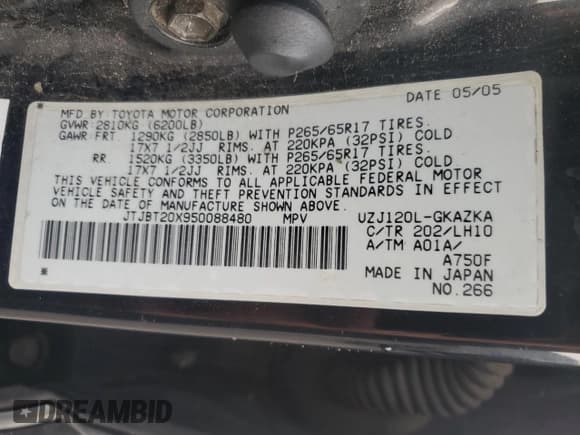 MFD BY TOYOTA MOTOR CORPORATION DATE 05/05
GVWR 2810KG (6200LB)
GAWR FRT. 1290KG (2850LB) WITH P265/65R17 TIRES.
17X7 1/2JJ RIMS. AT 220KPA (32PSI) COLD
RR. 1520KG (3350LB) WITH P265/65R17 TIRES.
17X7 1/2JJ RIMS. AT 220KPA (32PSI) COLD
THIS VEHICLE CONFORMS TO ALL APPLICABLE FEDERAL MOTOR
VEHICLE SAFETY AND THEFT PREVENTION STANDARDS IN EFFECT
ON THE DATE OF MANUFACTURE SHOWN ABOVE.
JTJBT20X950088480 MPV UZJ120L-GKAZKA
C/TR 202/LH10
A/TM A01A/
A750F
MADE IN JAPAN
NO.266
DREAMBID